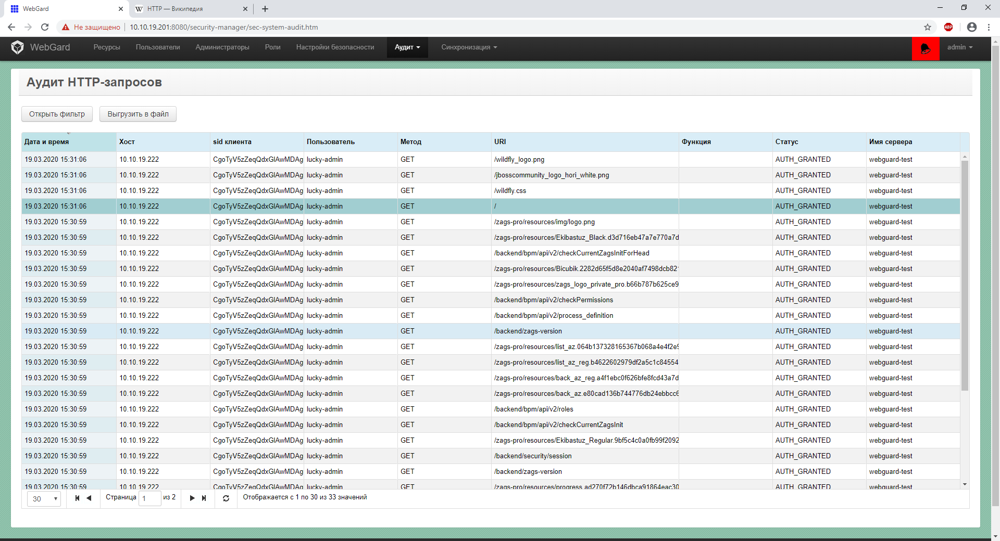 WebGard
HTTP — Википедия
Не защищено
10.10.19.201:8080/security-manager/sec-system-audit.htm
ABP
WebGard Ресурсы Пользователи Администраторы Роли Настройки безопасности Аудит Синхронизация admin
Аудит HTTP-запросов
Открыть фильтр Выгрузить в файл
Дата и время Хост sid клиента Пользователь Метод URI Функция Статус Имя сервера
19.03.2020 15:31:06 10.10.19.222 CgoTyV5zZeqQdxGlAwMDAg lucky-admin GET /wildfly_logo.png AUTH_GRANTED webguard-test
19.03.2020 15:31:06 10.10.19.222 CgoTyV5zZeqQdxGlAwMDAg lucky-admin GET /jbosscommunity_logo_hori_white.png AUTH_GRANTED webguard-test
19.03.2020 15:31:06 10.10.19.222 CgoTyV5zZeqQdxGlAwMDAg lucky-admin GET /wildfly.css AUTH_GRANTED webguard-test
19.03.2020 15:31:06 10.10.19.222 CgoTyV5zZeqQdxGlAwMDAg lucky-admin GET / AUTH_GRANTED webguard-test
19.03.2020 15:30:59 10.10.19.222 CgoTyV5zZeqQdxGlAwMDAg lucky-admin GET /zags-pro/resources/img/logo.png AUTH_GRANTED webguard-test
19.03.2020 15:30:59 10.10.19.222 CgoTyV5zZeqQdxGlAwMDAg lucky-admin GET /zags-pro/resources/Ekibastuz_Black.d3d716eb47a7e770a7d AUTH_GRANTED webguard-test
19.03.2020 15:30:59 10.10.19.222 CgoTyV5zZeqQdxGlAwMDAg lucky-admin GET /backend/bpm/api/v2/checkCurrentZagsInitForHead AUTH_GRANTED webguard-test
19.03.2020 15:30:59 10.10.19.222 CgoTyV5zZeqQdxGlAwMDAg lucky-admin GET /zags-pro/resources/Bicubik.2282d65f5d8e2040af7498dcb821 AUTH_GRANTED webguard-test
19.03.2020 15:30:59 10.10.19.222 CgoTyV5zZeqQdxGlAwMDAg lucky-admin GET /zags-pro/resources/zags_logo_private_pro.b66b787b625ce9 AUTH_GRANTED webguard-test
19.03.2020 15:30:59 10.10.19.222 CgoTyV5zZeqQdxGlAwMDAg lucky-admin GET /backend/bpm/api/v2/checkPermissions AUTH_GRANTED webguard-test
19.03.2020 15:30:59 10.10.19.222 CgoTyV5zZeqQdxGlAwMDAg lucky-admin GET /backend/bpm/api/v2/process_definition AUTH_GRANTED webguard-test
19.03.2020 15:30:59 10.10.19.222 CgoTyV5zZeqQdxGlAwMDAg lucky-admin GET /backend/zags-version AUTH_GRANTED webguard-test
19.03.2020 15:30:59 10.10.19.222 CgoTyV5zZeqQdxGlAwMDAg lucky-admin GET /zags-pro/resources/list_az.064b137328165367b068a4e4f2e9 AUTH_GRANTED webguard-test
19.03.2020 15:30:59 10.10.19.222 CgoTyV5zZeqQdxGlAwMDAg lucky-admin GET /zags-pro/resources/list_az_reg.b4622602979df2a5c1c84554 AUTH_GRANTED webguard-test
19.03.2020 15:30:59 10.10.19.222 CgoTyV5zZeqQdxGlAwMDAg lucky-admin GET /zags-pro/resources/back_az_reg.a4f1ebc0f626bfe8fcd43a7d AUTH_GRANTED webguard-test
19.03.2020 15:30:59 10.10.19.222 CgoTyV5zZeqQdxGlAwMDAg lucky-admin GET /zags-pro/resources/back_az.e80cad136b744776db24ebbcc6 AUTH_GRANTED webguard-test
19.03.2020 15:30:59 10.10.19.222 CgoTyV5zZeqQdxGlAwMDAg lucky-admin GET /backend/bpm/api/v2/roles AUTH_GRANTED webguard-test
19.03.2020 15:30:59 10.10.19.222 CgoTyV5zZeqQdxGlAwMDAg lucky-admin GET /backend/bpm/api/v2/checkCurrentZagsInit AUTH_GRANTED webguard-test
19.03.2020 15:30:59 10.10.19.222 CgoTyV5zZeqQdxGlAwMDAg lucky-admin GET /zags-pro/resources/Ekibastuz_Regular.9bf5c4c0a0fb99f2092 AUTH_GRANTED webguard-test
19.03.2020 15:30:59 10.10.19.222 CgoTyV5zZeqQdxGlAwMDAg lucky-admin GET /backend/security/session AUTH_GRANTED webguard-test
19.03.2020 15:30:59 10.10.19.222 CgoTyV5zZeqQdxGlAwMDAg lucky-admin GET /backend/zags-version AUTH_GRANTED webguard-test
19.03.2020 15:30:59 10.10.19.222 CgoTyV5zZeqQdxGlAwMDAg lucky-admin GET /zags-pro/resources/progress.ad270f72b146dbca91864eac30 AUTH_GRANTED webguard-test
30 Страница 1 из 2 Отображается с 1 по 30 из 33 значений